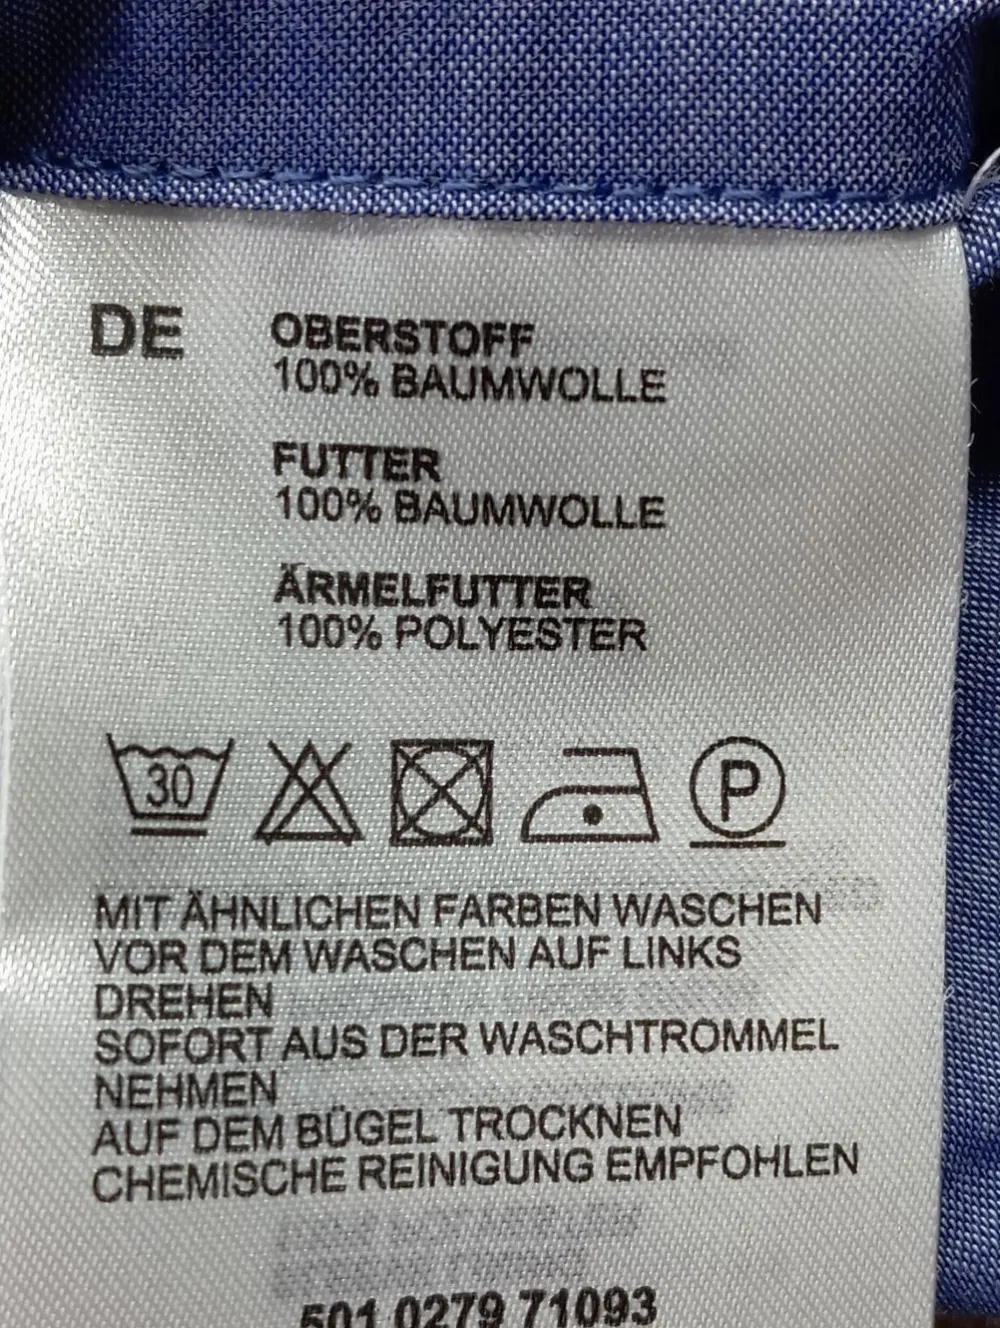 DE
OBERSTOFF
100% BAUMWOLLE
FUTTER
100% BAUMWOLLE
ÄRMELFUTTER
100% POLYESTER
30
P
MIT ÄHNLICHEN FARBEN WASCHEN
VOR DEM WASCHEN AUF LINKS
DREHEN
SOFORT AUS DER WASCHTROMMEL
NEHMEN
AUF DEM BÜGEL TROCKNEN
CHEMISCHE REINIGUNG EMPFOHLEN
501 0279 71093